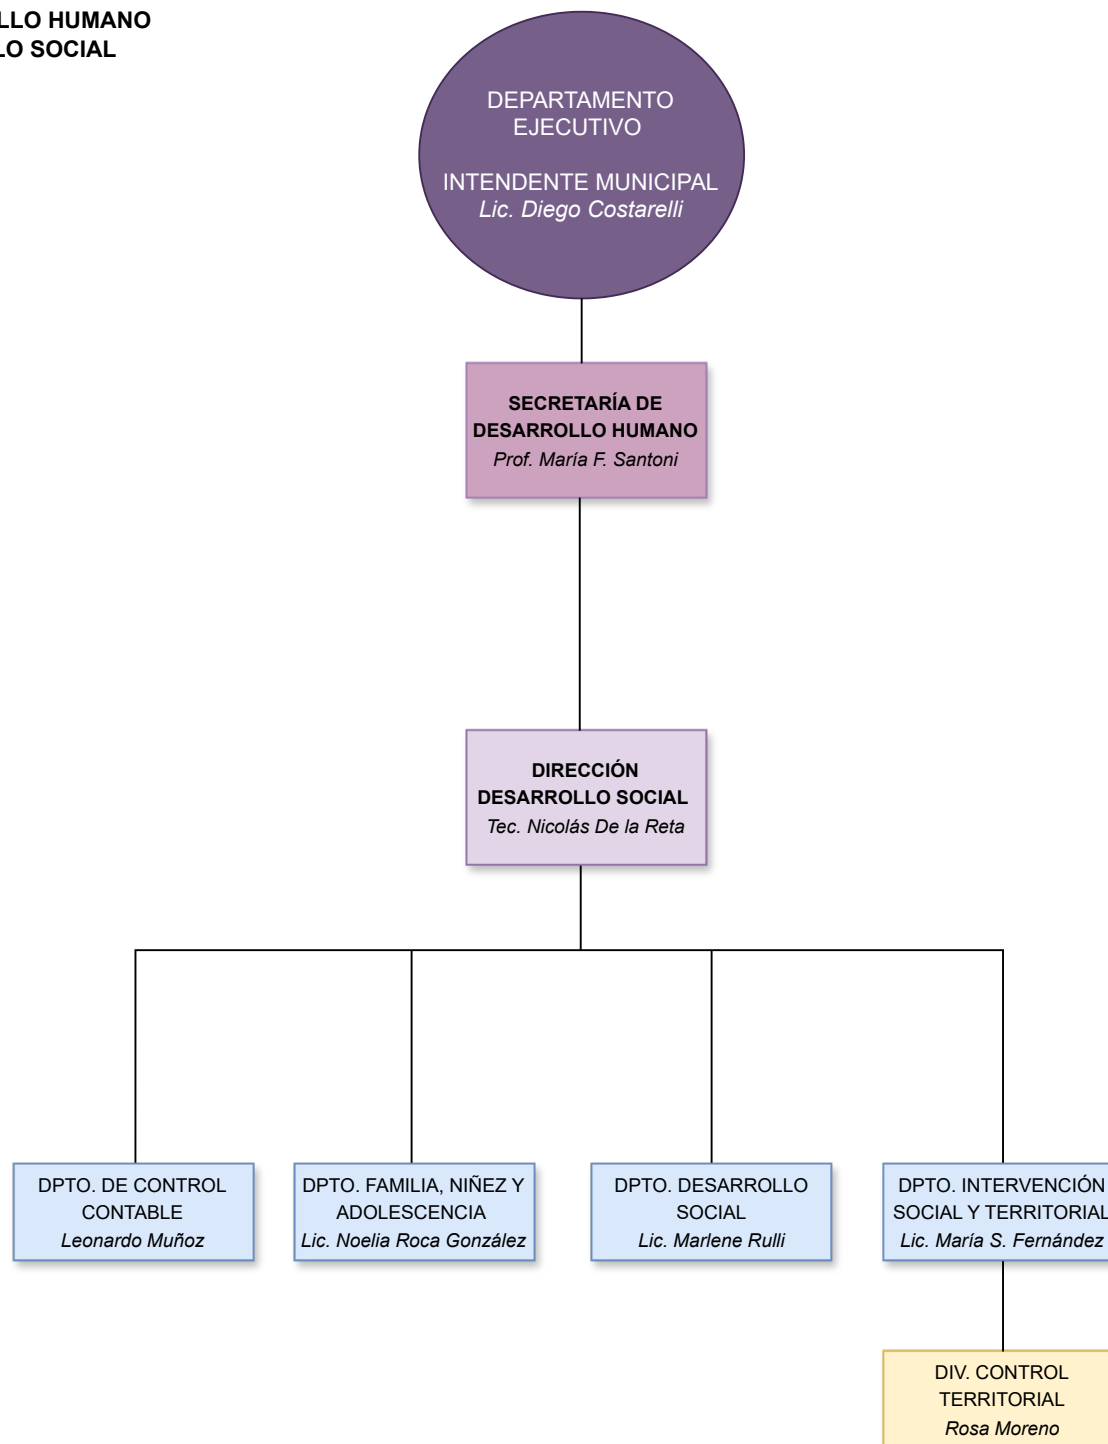 LLO HUMANO
LO SOCIAL
DEPARTAMENTO
EJECUTIVO
INTENDENTE MUNICIPAL
Lic. Diego Costarelli
SECRETARÍA DE
DESARROLLO HUMANO
Prof. María F. Santoni
DIRECCIÓN
DESARROLLO SOCIAL
Tec. Nicolás De la Reta
DPTO. DE CONTROL
CONTABLE
Leonardo Muñoz
DPTO. FAMILIA, NIÑEZ Y
ADOLESCENCIA
Lic. Noelia Roca González
DPTO. DESARROLLO
SOCIAL
Lic. Marlene Rulli
DPTO. INTERVENCIÓN
SOCIAL Y TERRITORIAL
Lic. María S. Fernández
DIV. CONTROL
TERRITORIAL
Rosa Moreno